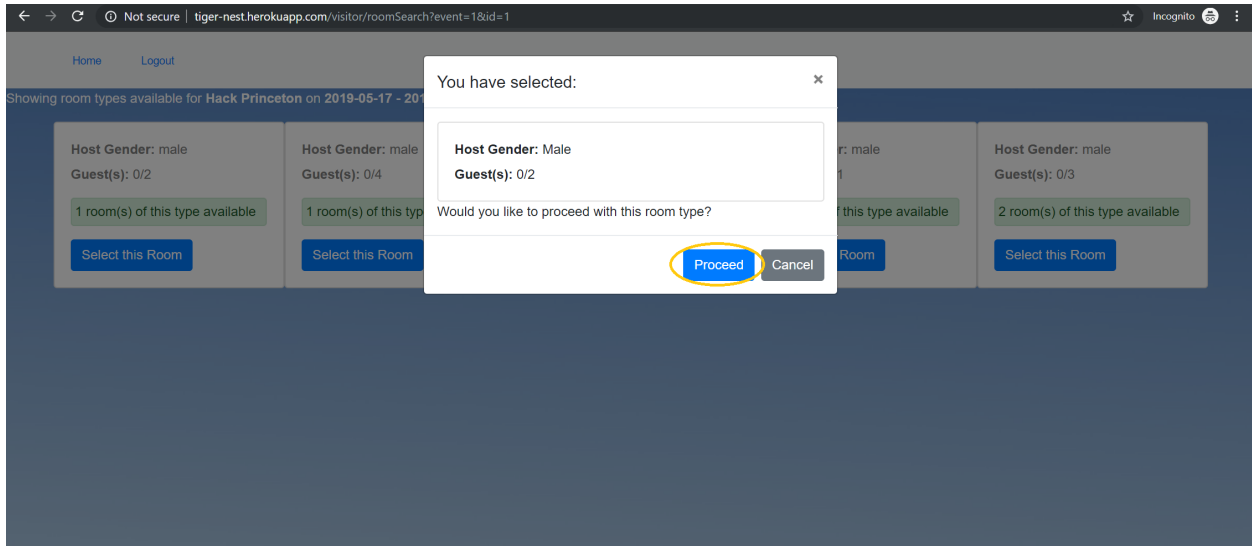 Not secure | tiger-nest.herokuapp.com/visitor/roomSearch?event=1&id=1
Incognito
Home Logout
Showing room types available for Hack Princeton on 2019-05-17 -
You have selected:
×
Host Gender: Male
Guest(s): 0/2
Would you like to proceed with this room type?
Proceed Cancel
Host Gender: male
Guest(s): 0/2
1 room(s) of this type available
Select this Room
Host Gender: male
Guest(s): 0/4
1 room(s) of this
Select this Room
male
this type available
Room
Host Gender: male
Guest(s): 0/3
2 room(s) of this type available
Select this Room